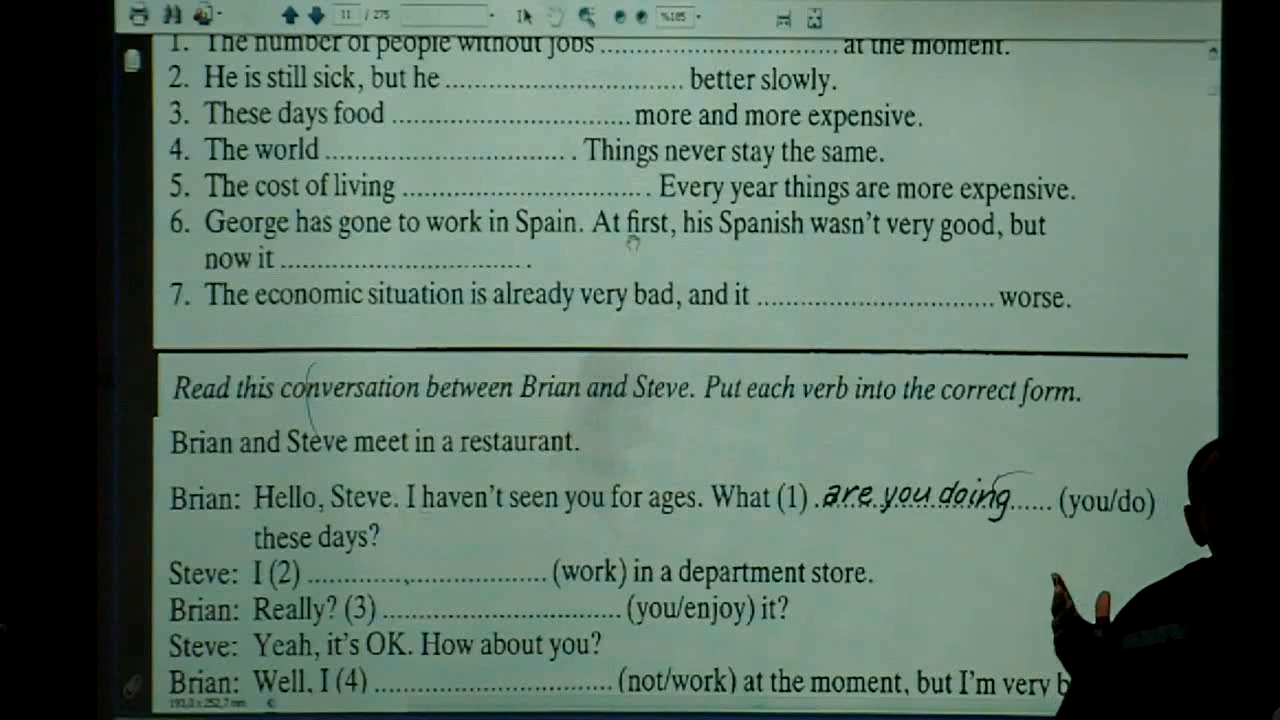 11 / 275
%185
1. The number of people without jobs ................................ at the moment.
2. He is still sick, but he ................................ better slowly.
3. These days food ................................ more and more expensive.
4. The world ................................ . Things never stay the same.
5. The cost of living ................................ . Every year things are more expensive.
6. George has gone to work in Spain. At first, his Spanish wasn't very good, but
now it ................................ .
7. The economic situation is already very bad, and it ................................ worse.
Read this conversation between Brian and Steve. Put each verb into the correct form.
Brian and Steve meet in a restaurant.
Brian: Hello, Steve. I haven't seen you for ages. What (1) .are you doing...... (you/do)
these days?
Steve: I (2) ................................ (work) in a department store.
Brian: Really? (3) ................................ (you/enjoy) it?
Steve: Yeah, it's OK. How about you?
Brian: Well, I (4) ................................ (not/work) at the moment, but I'm very